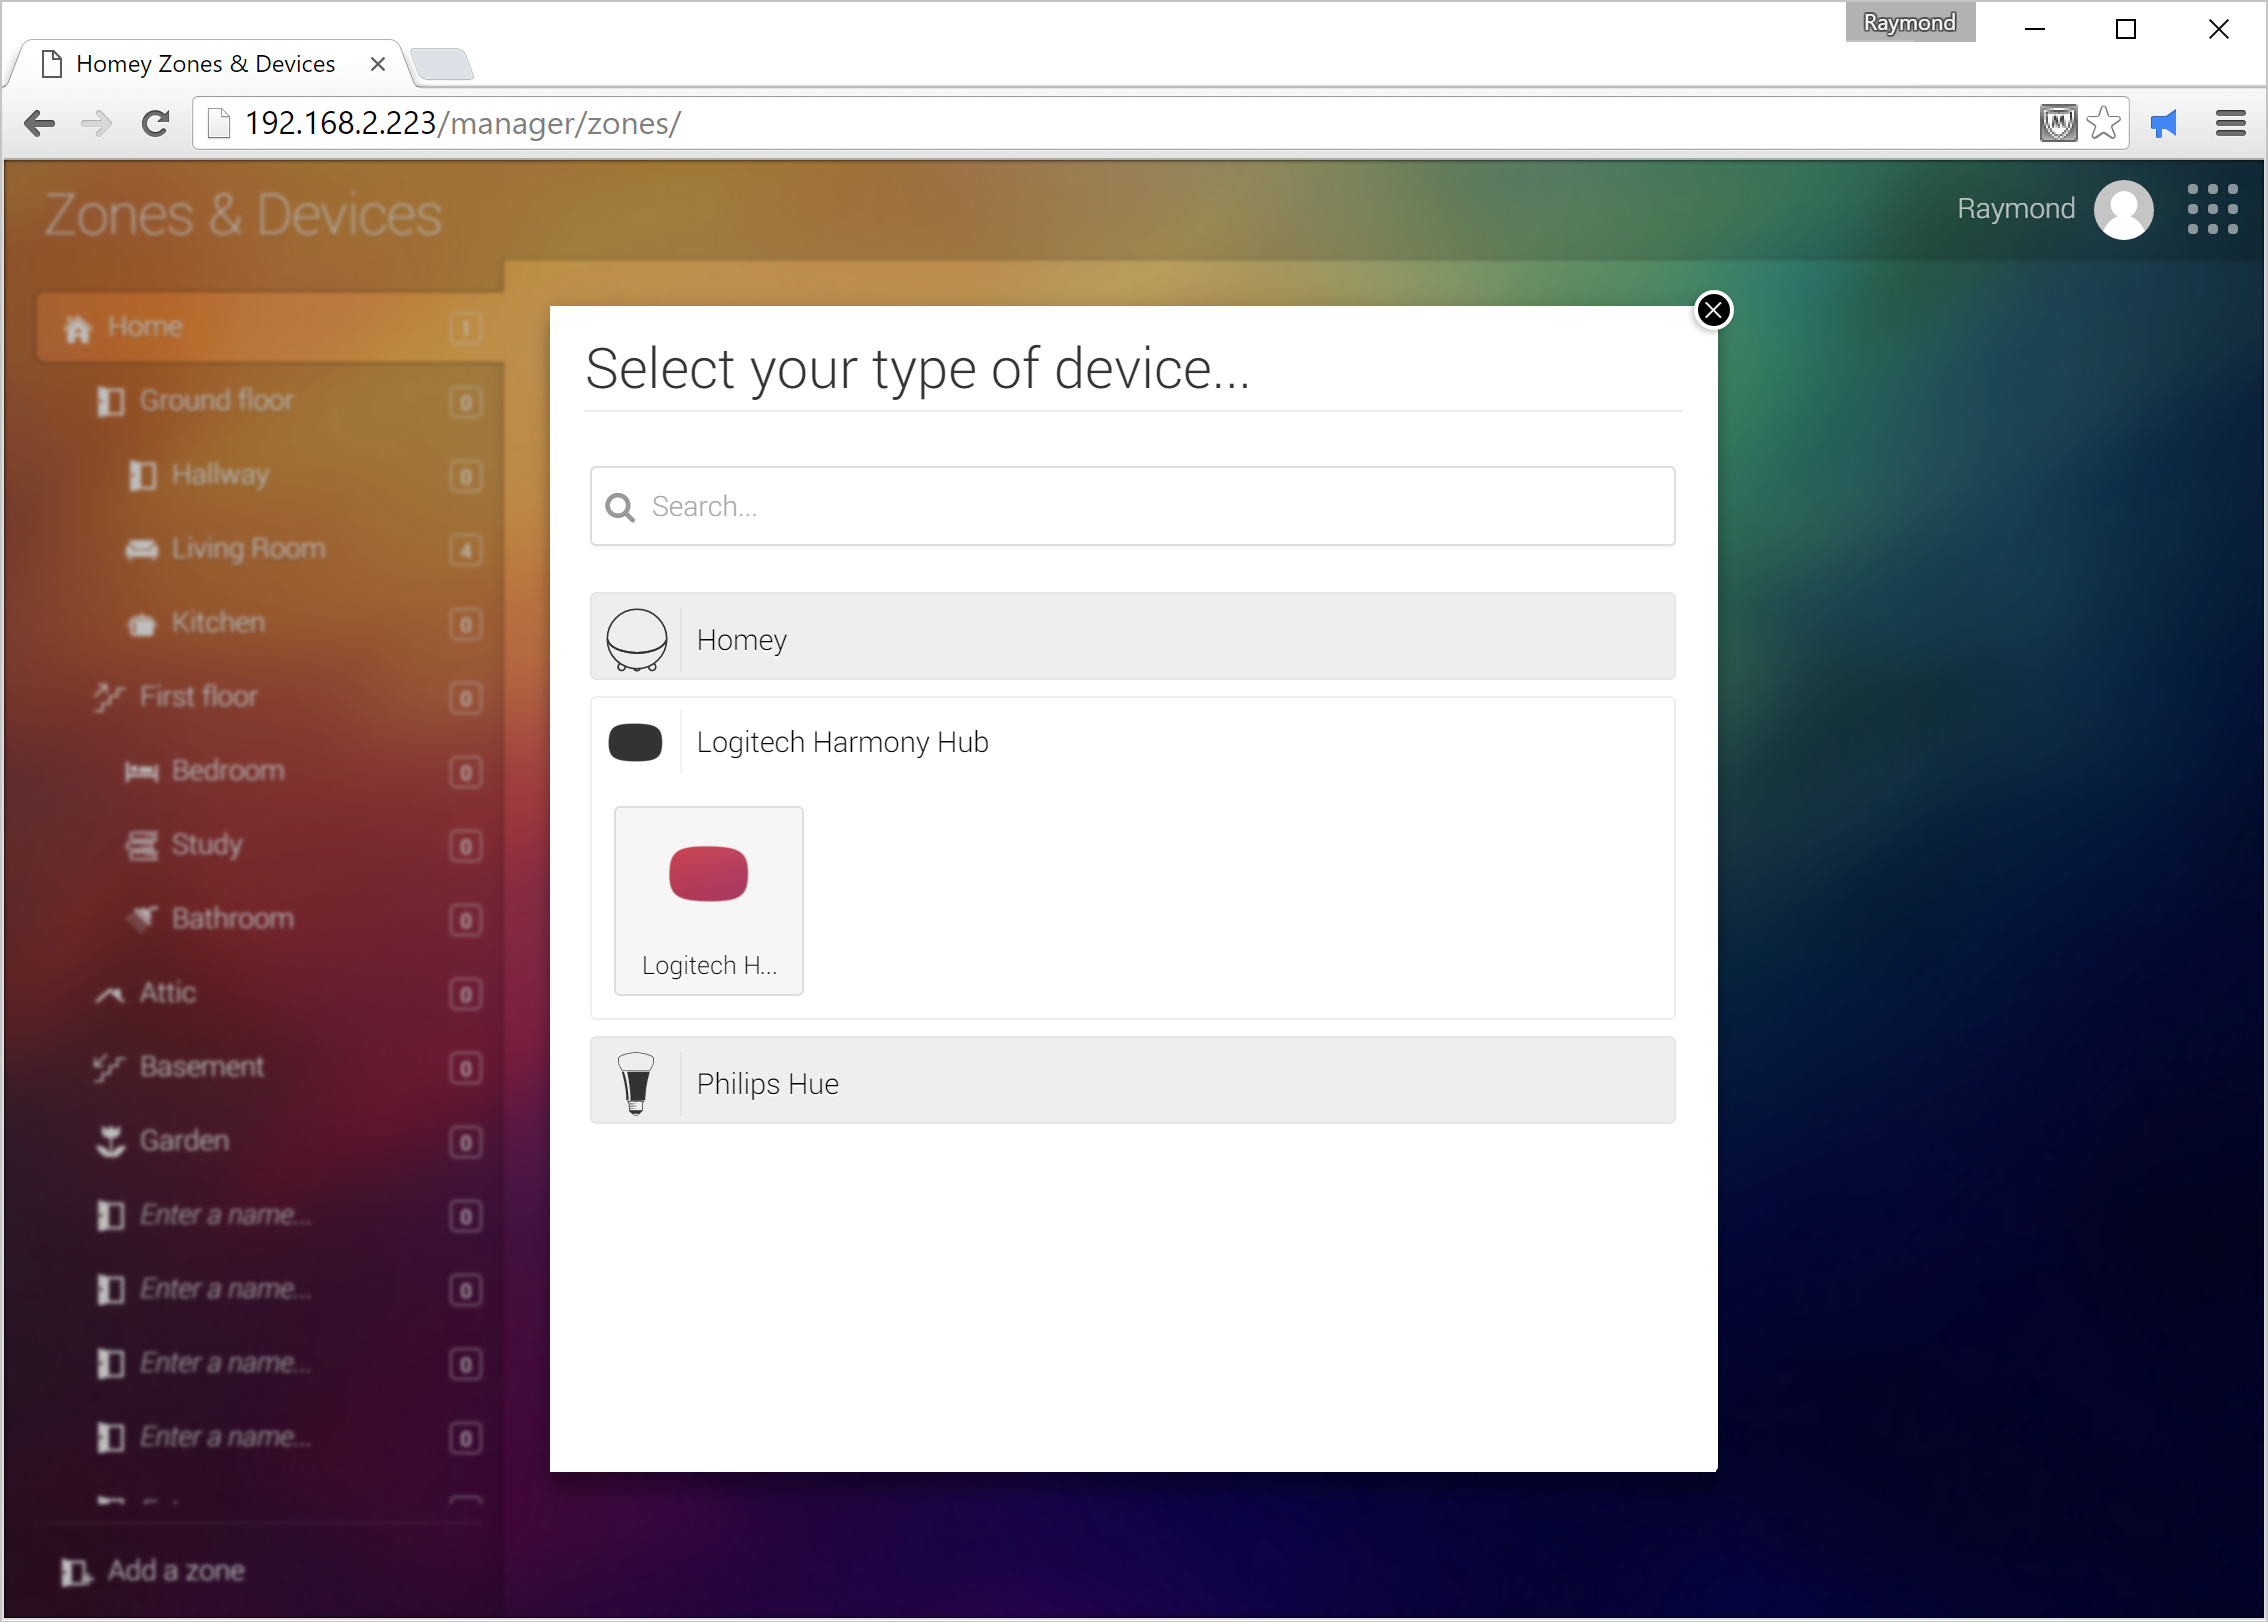 Raymond
Homey Zones & Devices
192.168.2.223/manager/zones/
Zones & Devices
Raymond
Home 1
Ground floor 0
Hallway 0
Living Room 4
Kitchen 0
First floor 0
Bedroom 0
Study 0
Bathroom 0
Attic 0
Basement 0
Garden 0
Enter a name... 0
Enter a name... 0
Enter a name... 0
Enter a name... 0
Add a zone
Select your type of device...
Search...
Homey
Logitech Harmony Hub
Logitech H...
Philips Hue